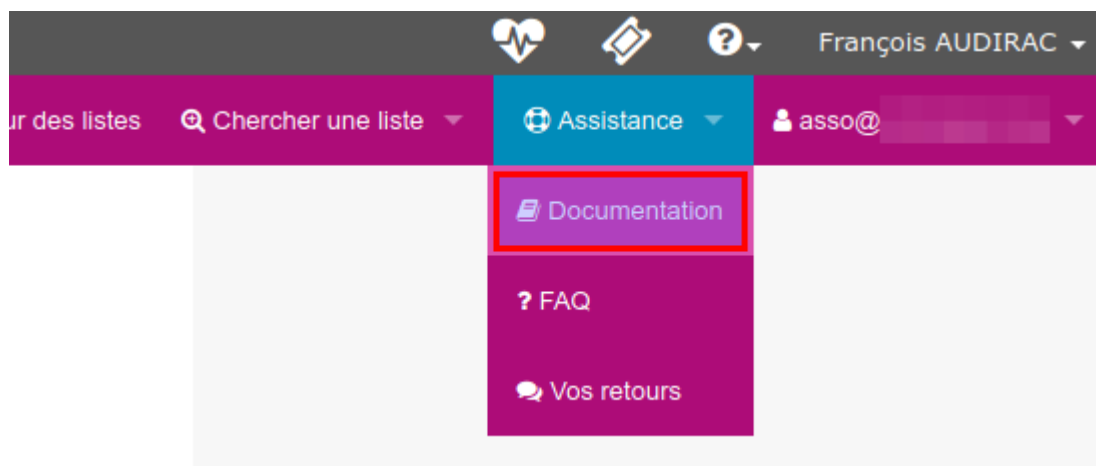 François AUDIRAC
des listes Chercher une liste Assistance asso@
Documentation
? FAQ
Vos retours